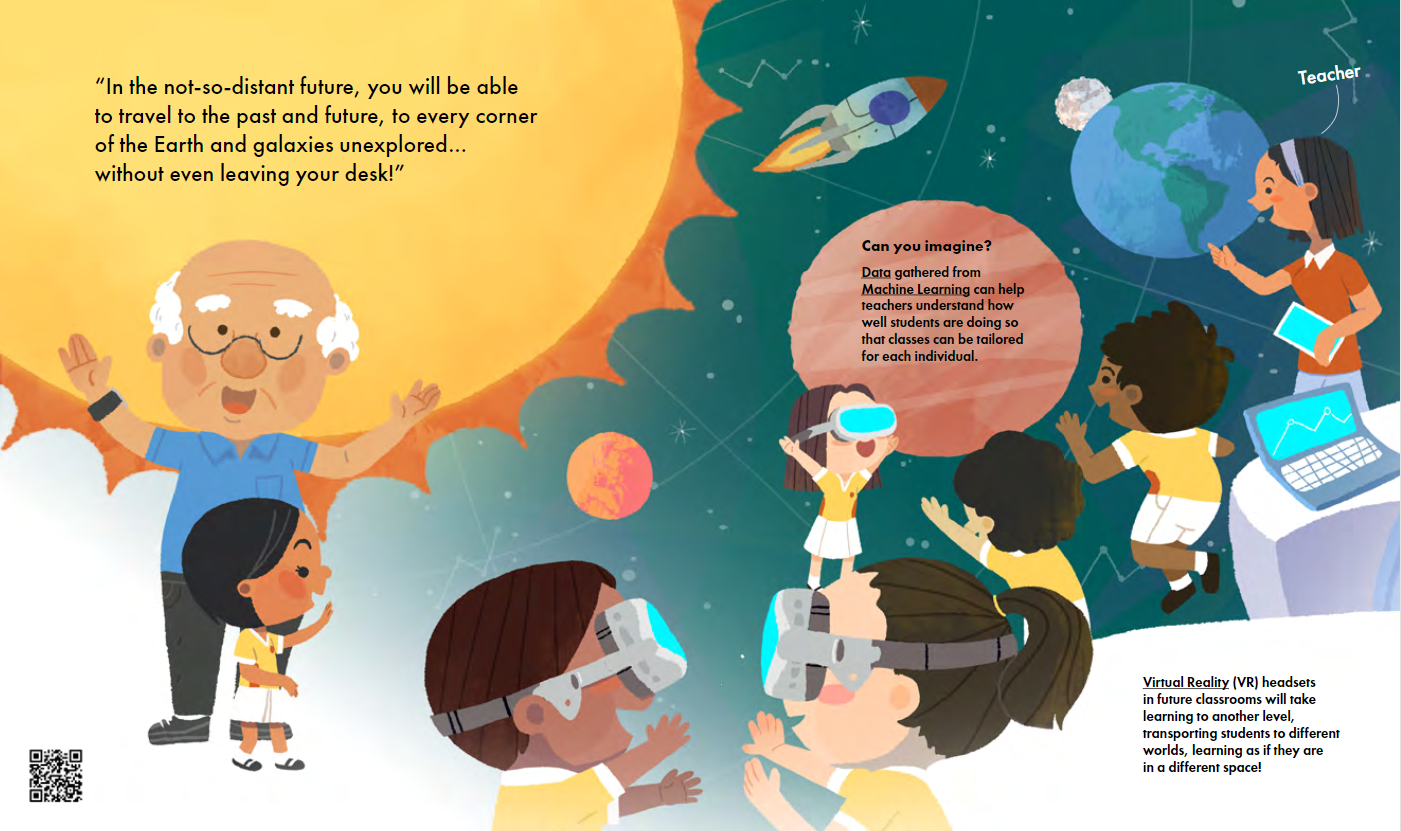 “In the not-so-distant future, you will be able
to travel to the past and future, to every corner
of the Earth and galaxies unexplored...
without even leaving your desk!”
Teacher
Can you imagine?
Data gathered from
Machine Learning can help
teachers understand how
well students are doing so
that classes can be tailored
for each individual.
Virtual Reality (VR) headsets
in future classrooms will take
learning to another level,
transporting students to different
worlds, learning as if they are
in a different space!